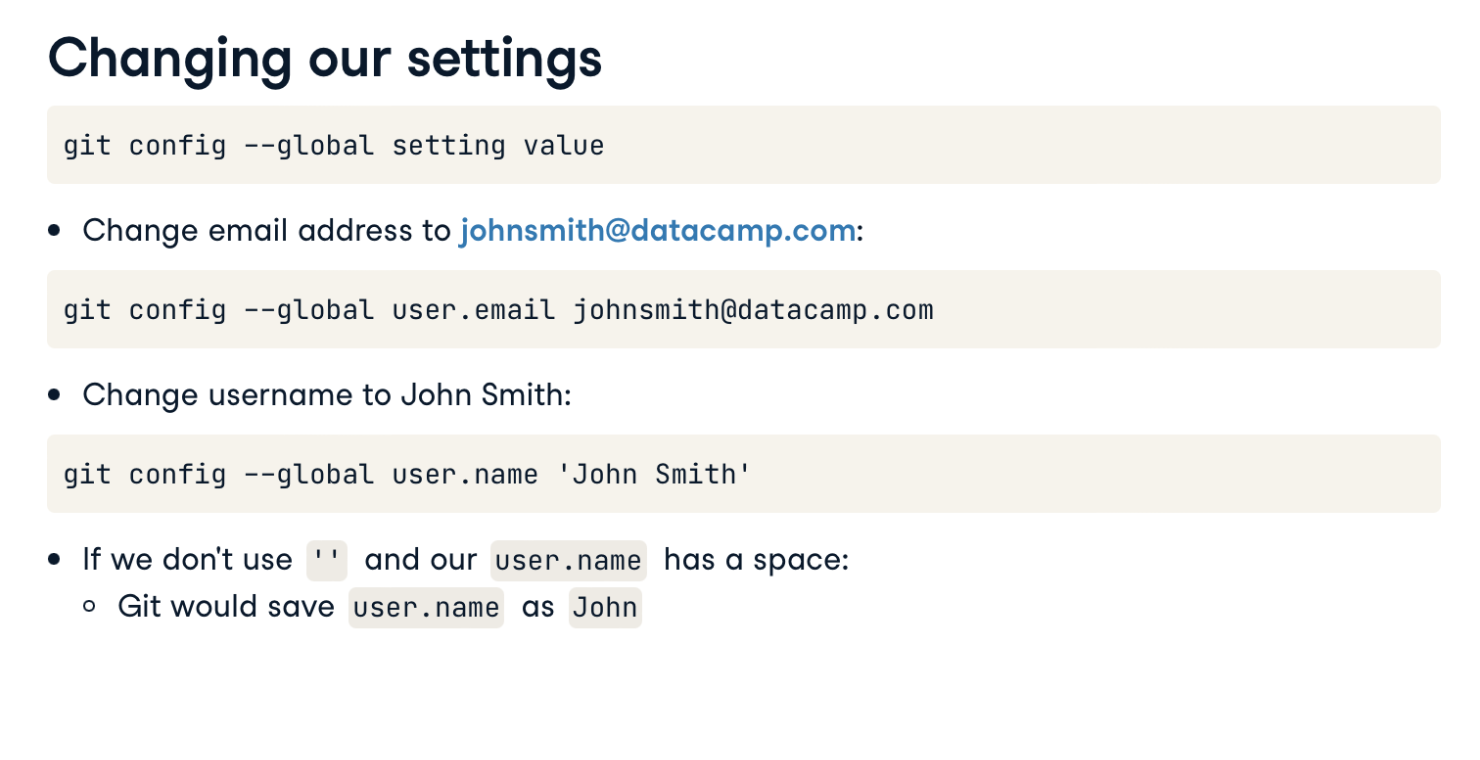 Changing our settings
git config --global setting value
• Change email address to johnsmith@datacamp.com:
git config --global user.email johnsmith@datacamp.com
• Change username to John Smith:
git config --global user.name 'John Smith'
• If we don't use '' and our user.name has a space:
○ Git would save user.name as John